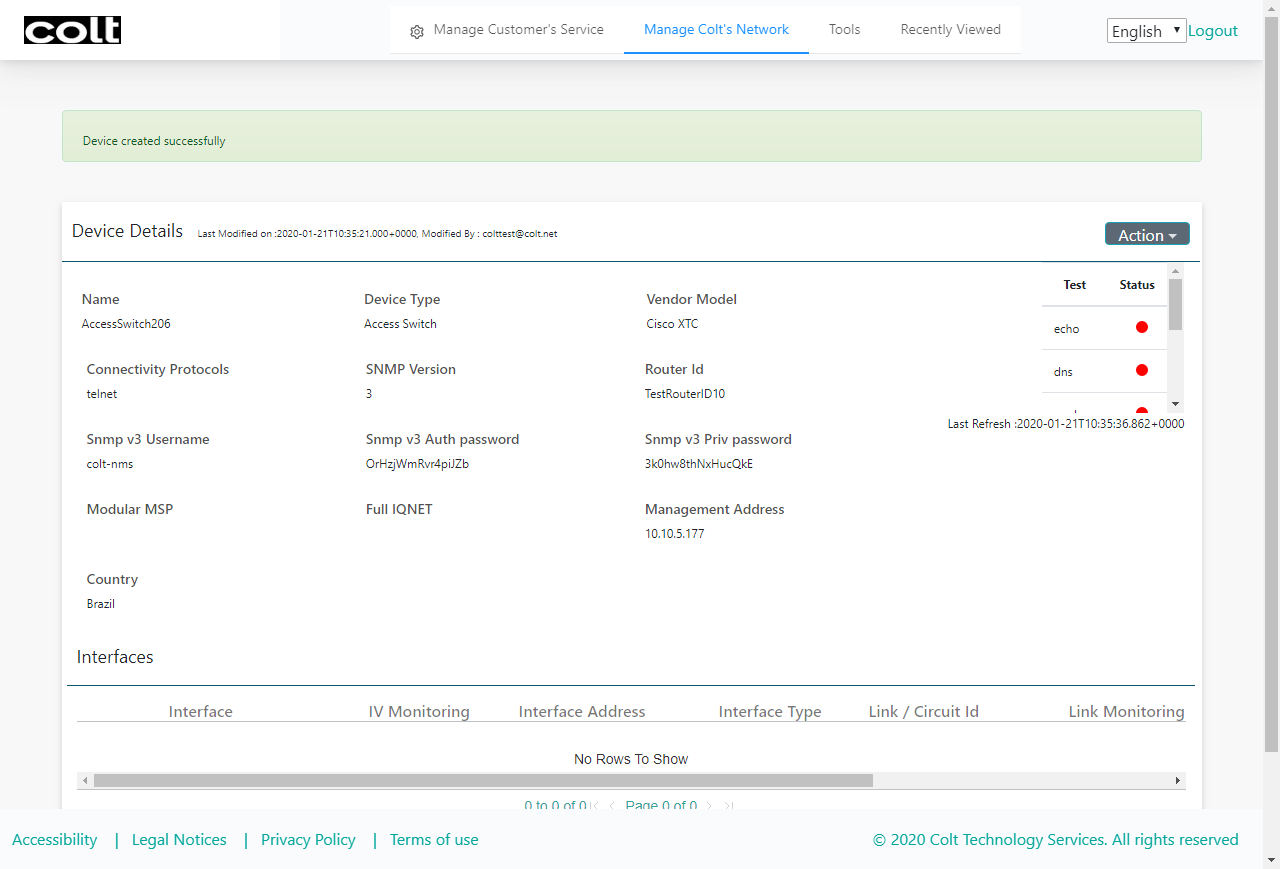 colt
Manage Customer's Service
Manage Colt's Network
Tools
Recently Viewed
English
Logout
Device created successfully
Device Details
Last Modified on :2020-01-21T10:35:21.000+0000, Modified By : colttest@colt.net
Action
Test Status
echo
dns
Last Refresh :2020-01-21T10:35:36.862+0000
Name Device Type Vendor Model
AccessSwitch206 Access Switch Cisco XTC
Connectivity Protocols SNMP Version Router Id
telnet 3 TestRouterID10
Snmp v3 Username Snmp v3 Auth password Snmp v3 Priv password
colt-nms OrHzjWmRvr4piJZb 3k0hw8thNxHucQkE
Modular MSP Full IQNET Management Address
10.10.5.177
Country
Brazil
Interfaces
Interface IV Monitoring Interface Address Interface Type Link / Circuit Id Link Monitoring
No Rows To Show
0 to 0 of 0 Page 0 of 0
Accessibility | Legal Notices | Privacy Policy | Terms of use
© 2020 Colt Technology Services. All rights reserved